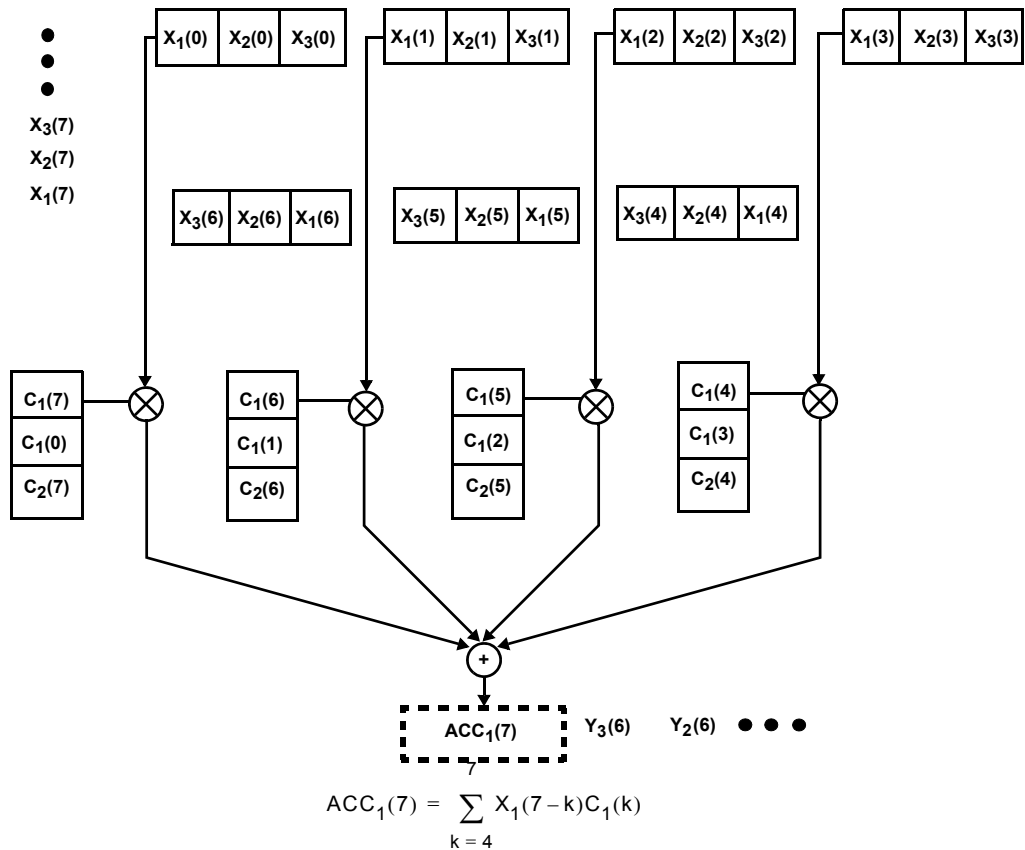 X1(0) X2(0) X3(0) X1(1) X2(1) X3(1) X1(2) X2(2) X3(2) X1(3) X2(3) X3(3)
X3(7)
X2(7)
X1(7)
X3(6) X2(6) X1(6) X3(5) X2(5) X1(5) X3(4) X2(4) X1(4)
C1(7) C1(6) C1(5) C1(4)
C1(0) C1(1) C1(2) C1(3)
C2(7) C2(6) C2(5) C2(4)
+
ACC1(7) Y3(6) Y2(6)
7
ACC1(7) = ∑ X1(7 – k)C1(k)
k = 4